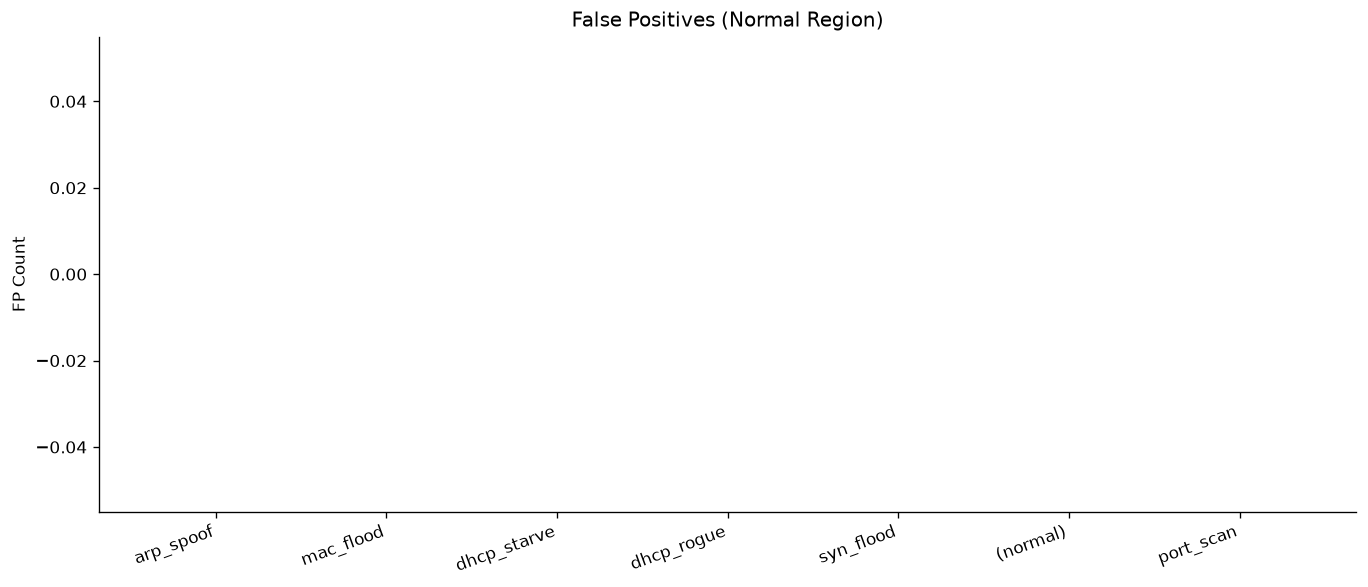 False Positives (Normal Region)
FP Count
0.04
0.02
0.00
−0.02
−0.04
arp_spoof
mac_flood
dhcp_starve
dhcp_rogue
syn_flood
(normal)
port_scan